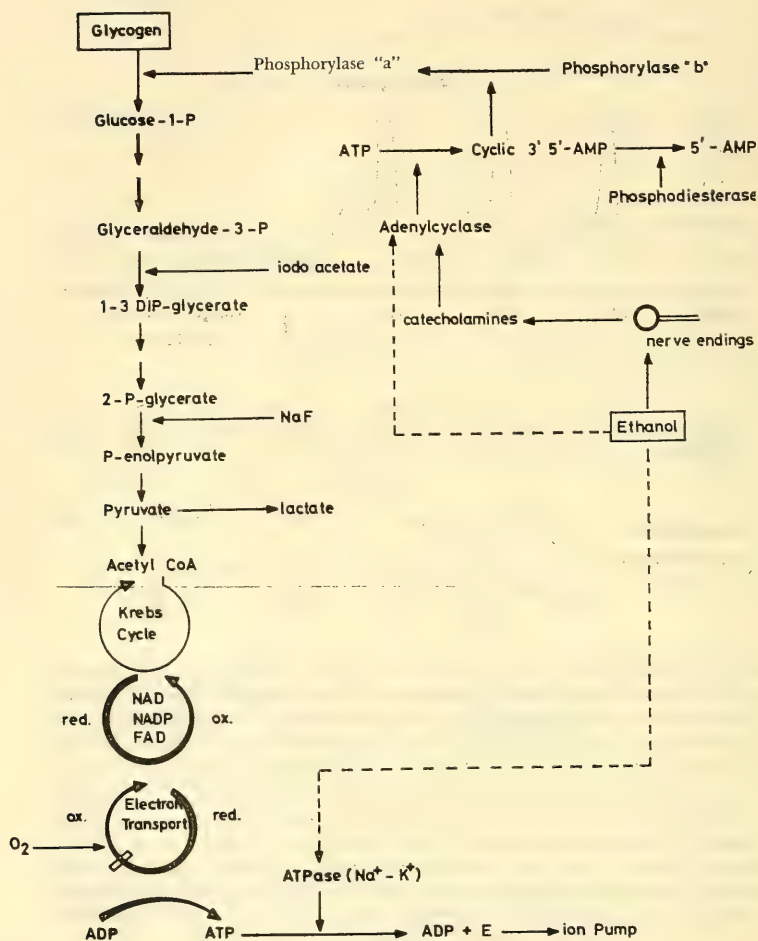 Glycogen
Phosphorylase "a"
Phosphorylase "b"
Glucose-1-P
ATP
Cyclic 3' 5'-AMP
5'-AMP
Phosphodiesterase
Glyceraldehyde-3-P
Adenylcyclase
iodo acetate
1-3 DIP-glycerate
catecholamines
nerve endings
2-P-glycerate
NaF
Ethanol
P-enolpyruvate
Pyruvate
lactate
Acetyl CoA
Krebs
Cycle
NAD
red.
NADP
ox.
FAD
ox.
Electron
red.
Transport
O₂
ATPase (Na⁺-K⁺)
ADP
ATP
ADP + E
ion Pump